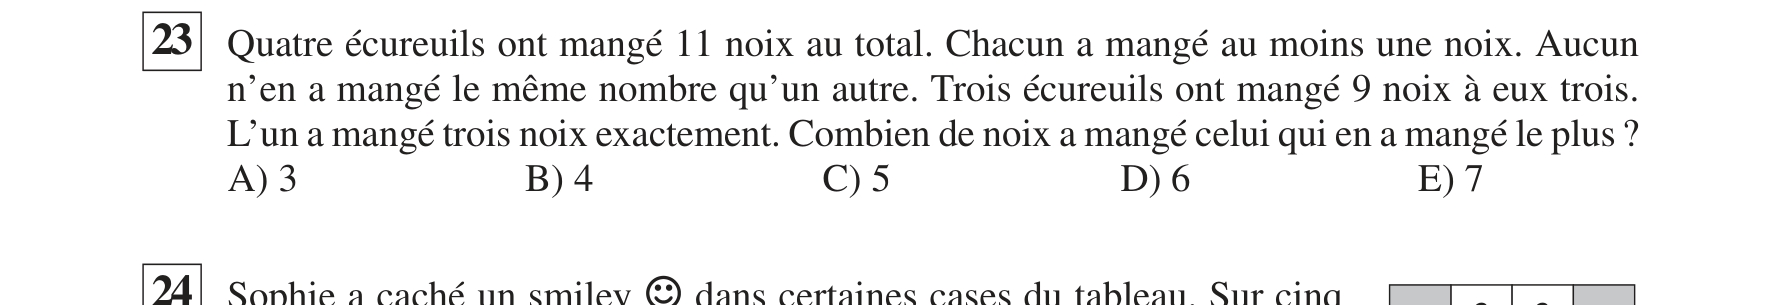 23 Quatre écureuils ont mangé 11 noix au total. Chacun a mangé au moins une noix. Aucun
n’en a mangé le même nombre qu’un autre. Trois écureuils ont mangé 9 noix à eux trois.
L’un a mangé trois noix exactement. Combien de noix a mangé celui qui en a mangé le plus ?
A) 3 B) 4 C) 5 D) 6 E) 7
24 Sophie a caché un smiley ☺ dans certaines cases du tableau. Sur cinq